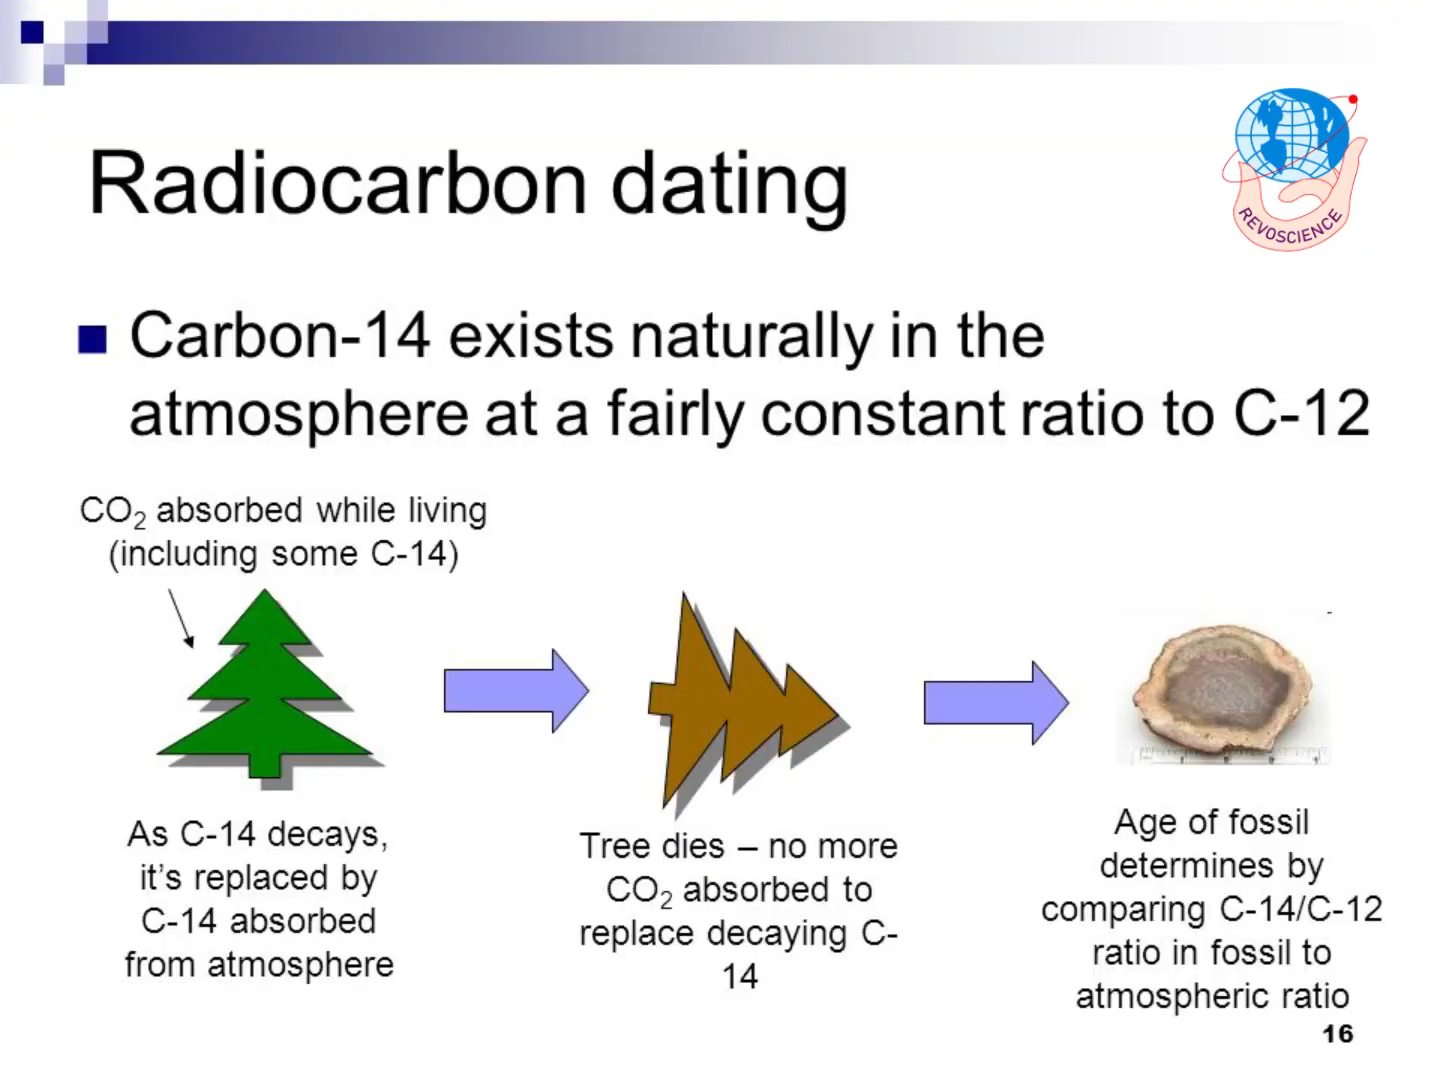 Radiocarbon dating
REVOSCIENCE
Carbon-14 exists naturally in the
atmosphere at a fairly constant ratio to C-12
CO₂ absorbed while living
(including some C-14)
As C-14 decays,
it's replaced by
C-14 absorbed
from atmosphere
Tree dies – no more
CO₂ absorbed to
replace decaying C-
14
Age of fossil
determines by
comparing C-14/C-12
ratio in fossil to
atmospheric ratio
16